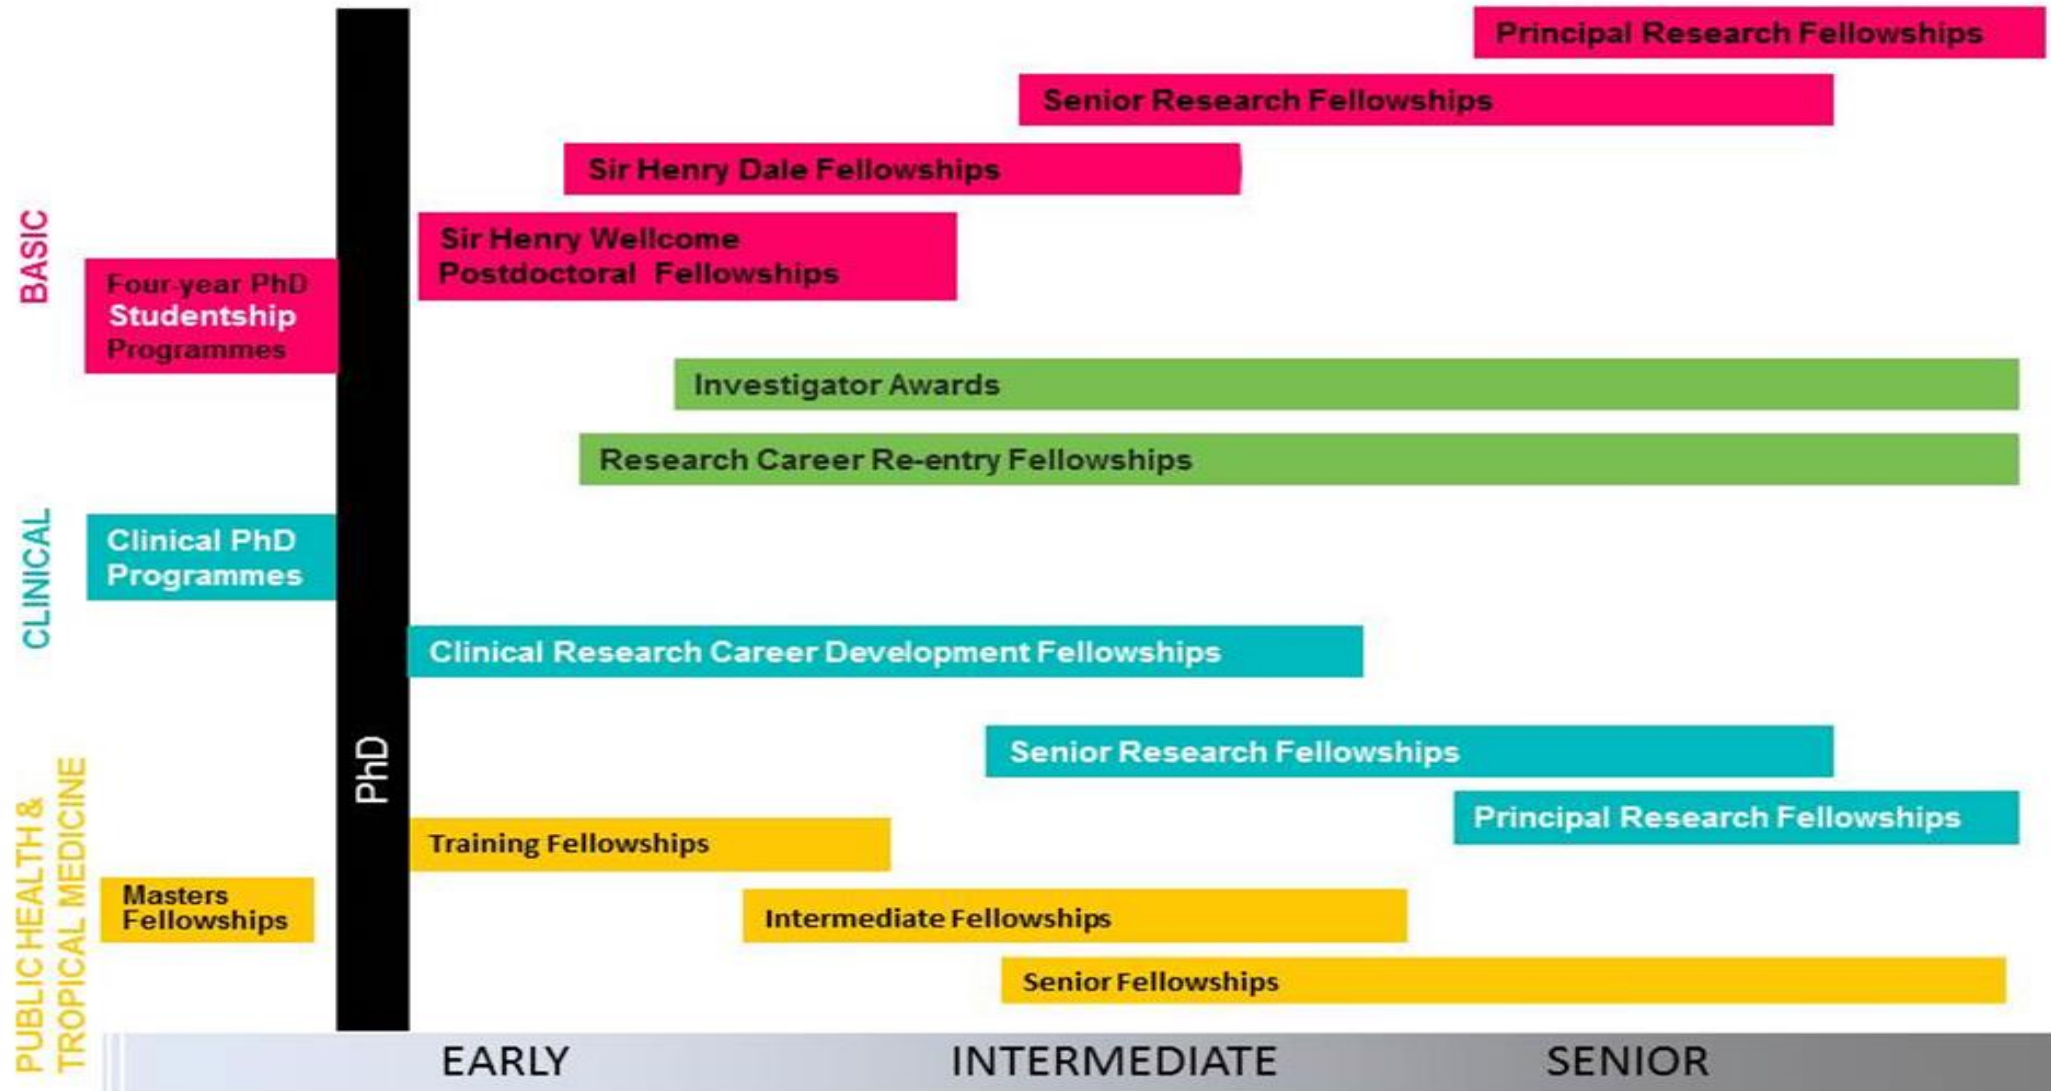 Principal Research Fellowships
Senior Research Fellowships
Sir Henry Dale Fellowships
BASIC
Sir Henry Wellcome
Postdoctoral Fellowships
Four-year PhD
Studentship
Programmes
Investigator Awards
Research Career Re-entry Fellowships
CLINICAL
Clinical PhD
Programmes
Clinical Research Career Development Fellowships
PhD
Senior Research Fellowships
Principal Research Fellowships
PUBLIC HEALTH &
TROPICAL MEDICINE
Training Fellowships
Masters
Fellowships
Intermediate Fellowships
Senior Fellowships
EARLY
INTERMEDIATE
SENIOR